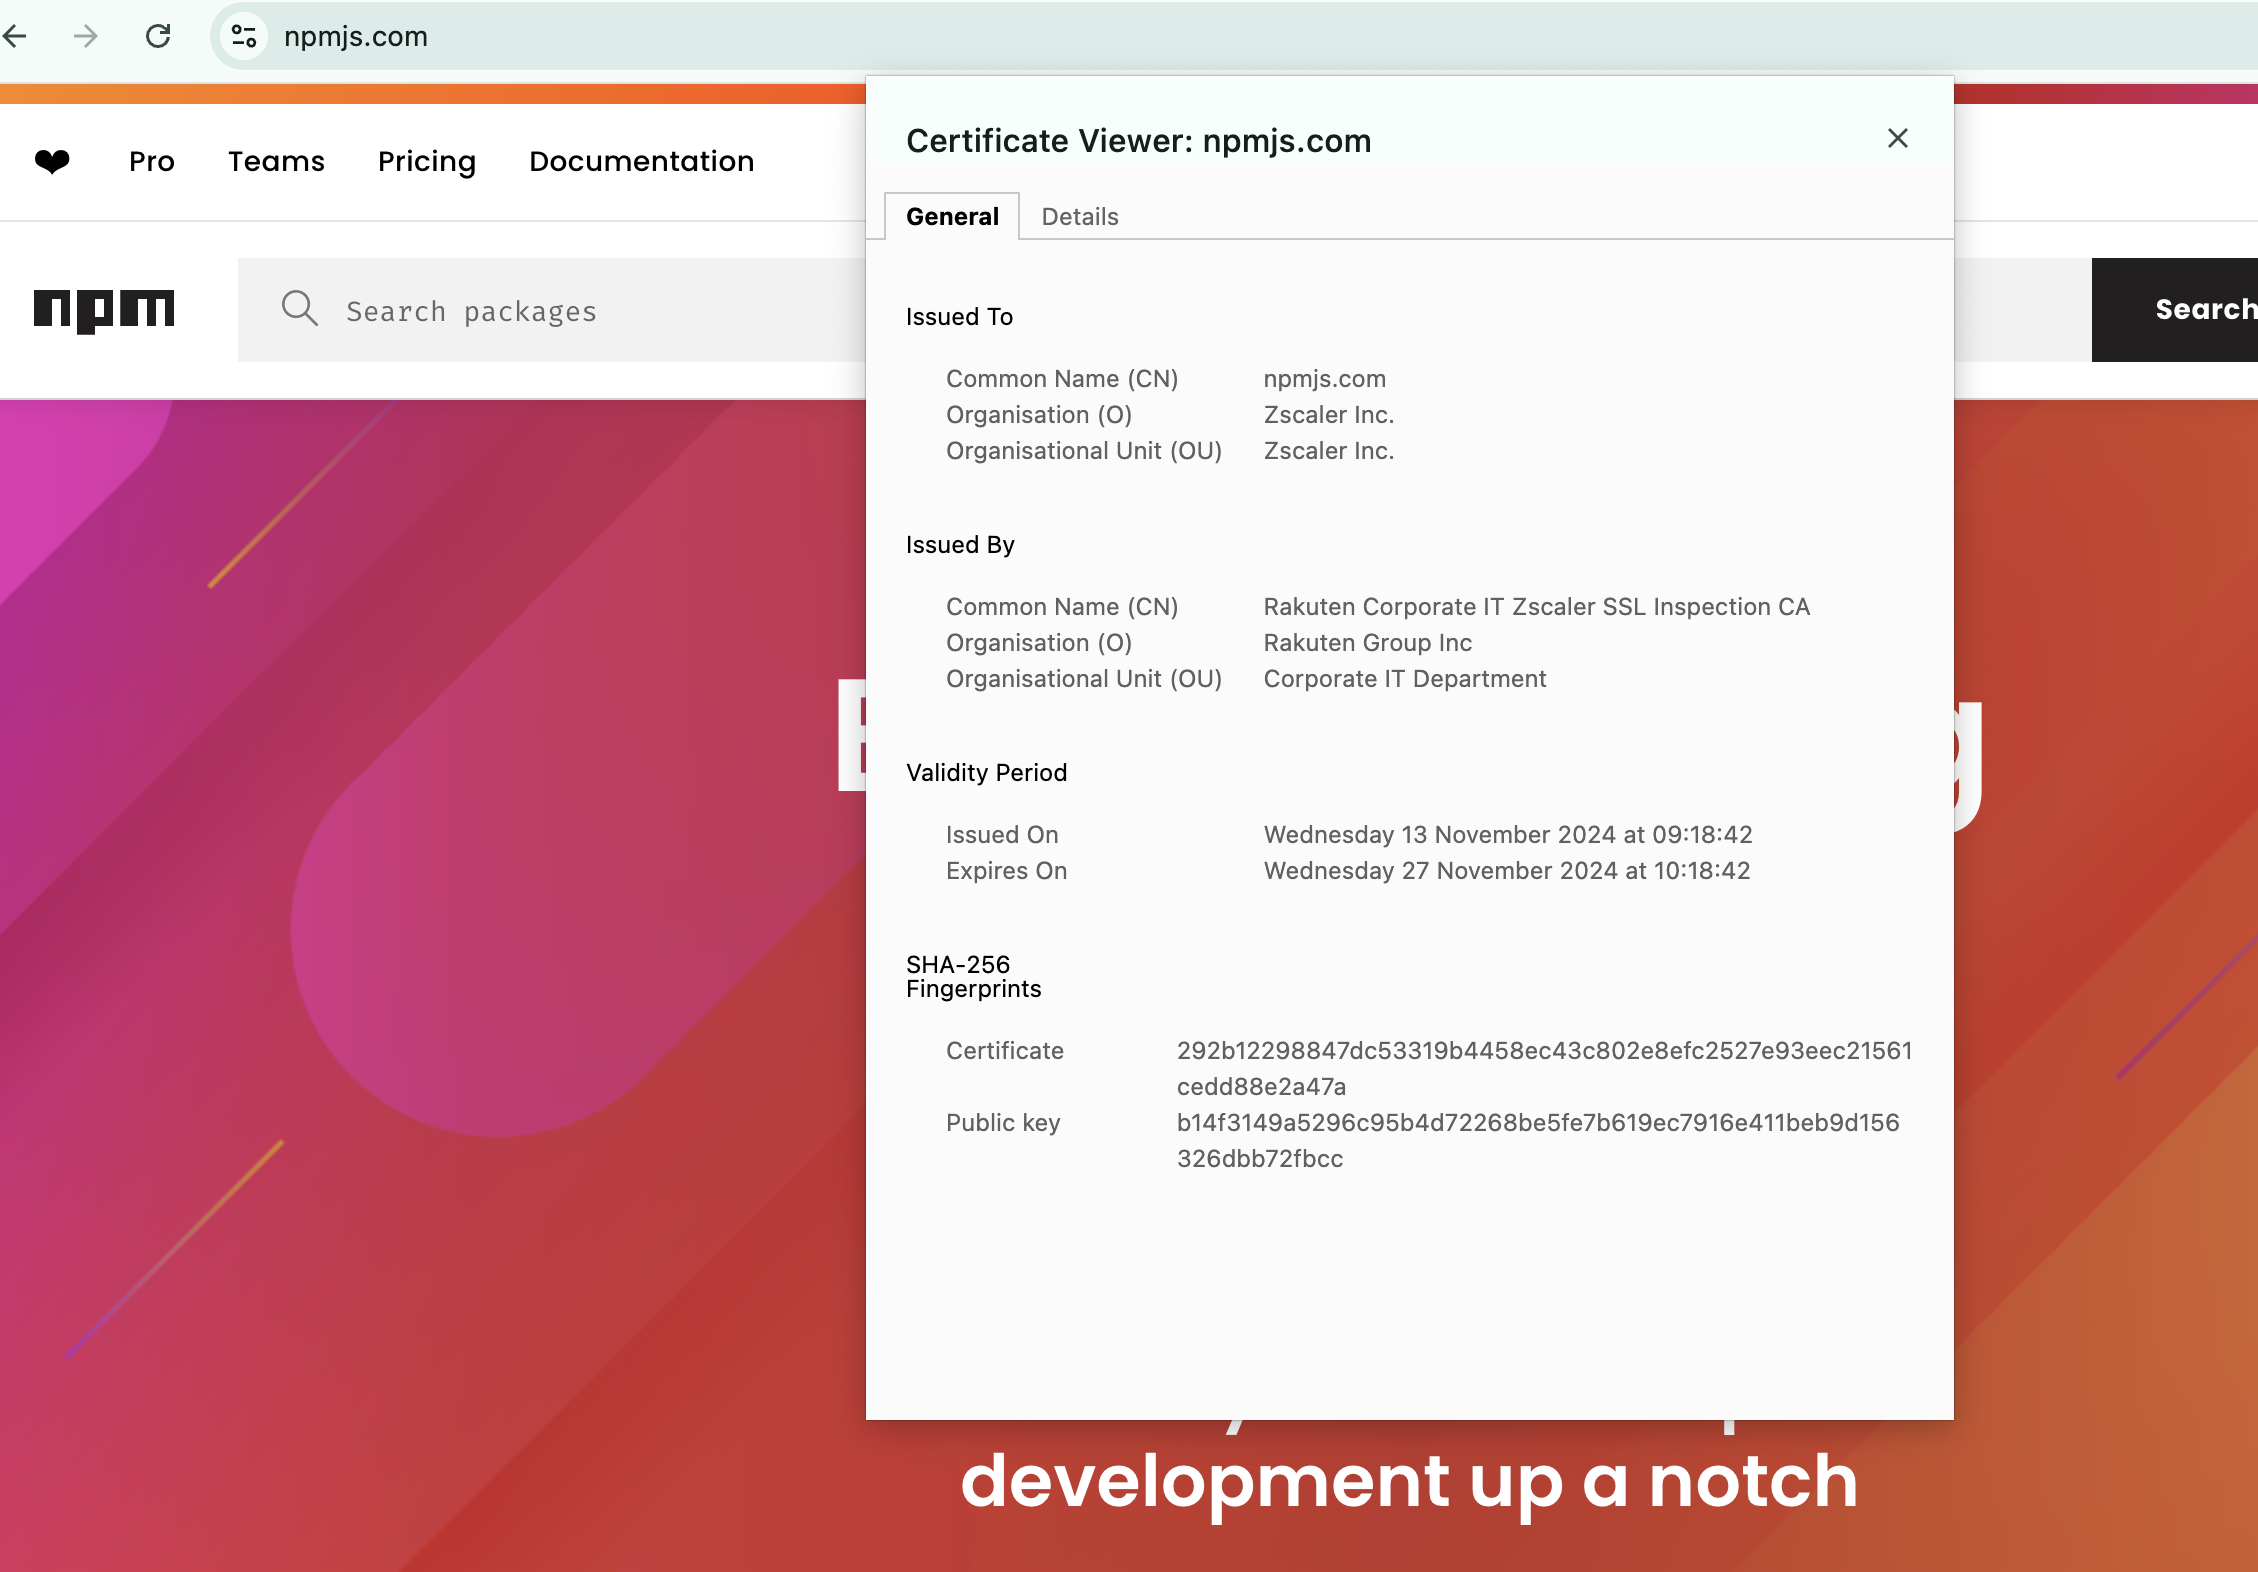 npmjs.com
Pro Teams Pricing Documentation
npm Search packages Search
Certificate Viewer: npmjs.com
General Details
Issued To
Common Name (CN) npmjs.com
Organisation (O) Zscaler Inc.
Organisational Unit (OU) Zscaler Inc.
Issued By
Common Name (CN) Rakuten Corporate IT Zscaler SSL Inspection CA
Organisation (O) Rakuten Group Inc
Organisational Unit (OU) Corporate IT Department
Validity Period
Issued On Wednesday 13 November 2024 at 09:18:42
Expires On Wednesday 27 November 2024 at 10:18:42
SHA-256
Fingerprints
Certificate 292b12298847dc53319b4458ec43c802e8efc2527e93eec21561
cedd88e2a47a
Public key b14f3149a5296c95b4d72268be5fe7b619ec7916e411beb9d156
326dbb72fbcc
development up a notch